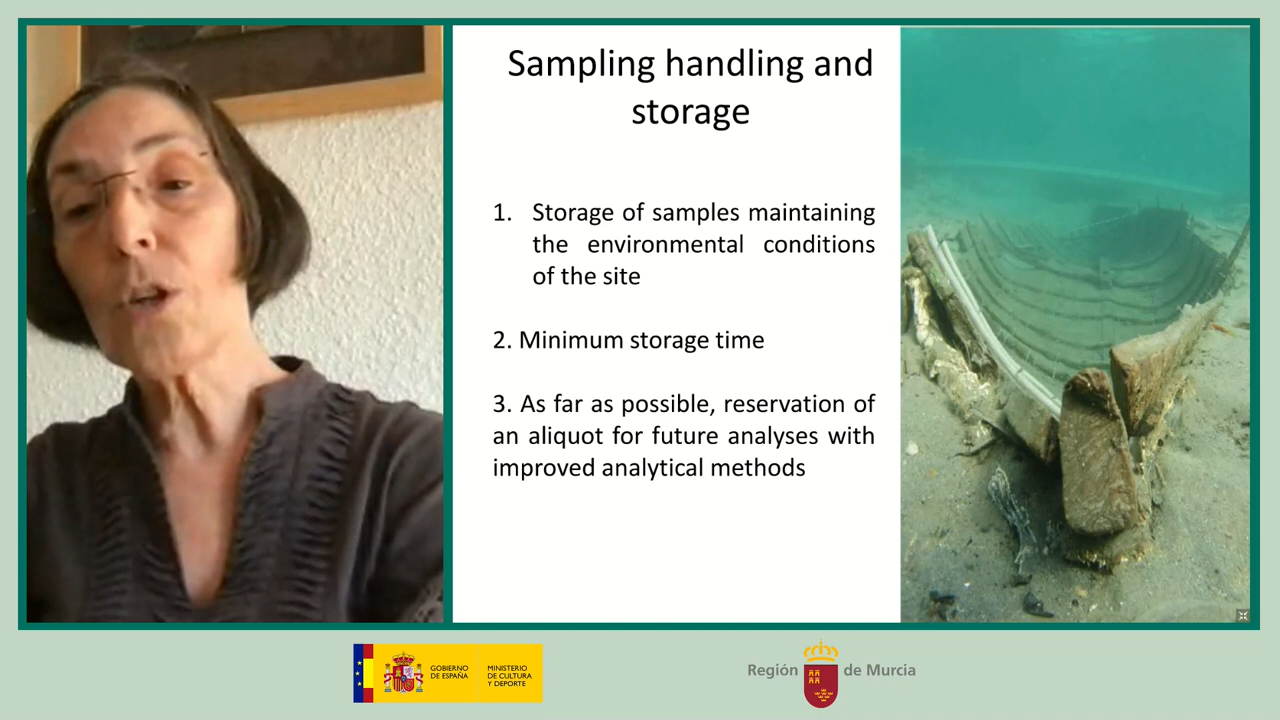 Sampling handling and
storage
1. Storage of samples maintaining
the environmental conditions
of the site
2. Minimum storage time
3. As far as possible, reservation of
an aliquot for future analyses with
improved analytical methods
GOBIERNO
DE ESPAÑA
MINISTERIO
DE CULTURA
Y DEPORTE
Región de Murcia